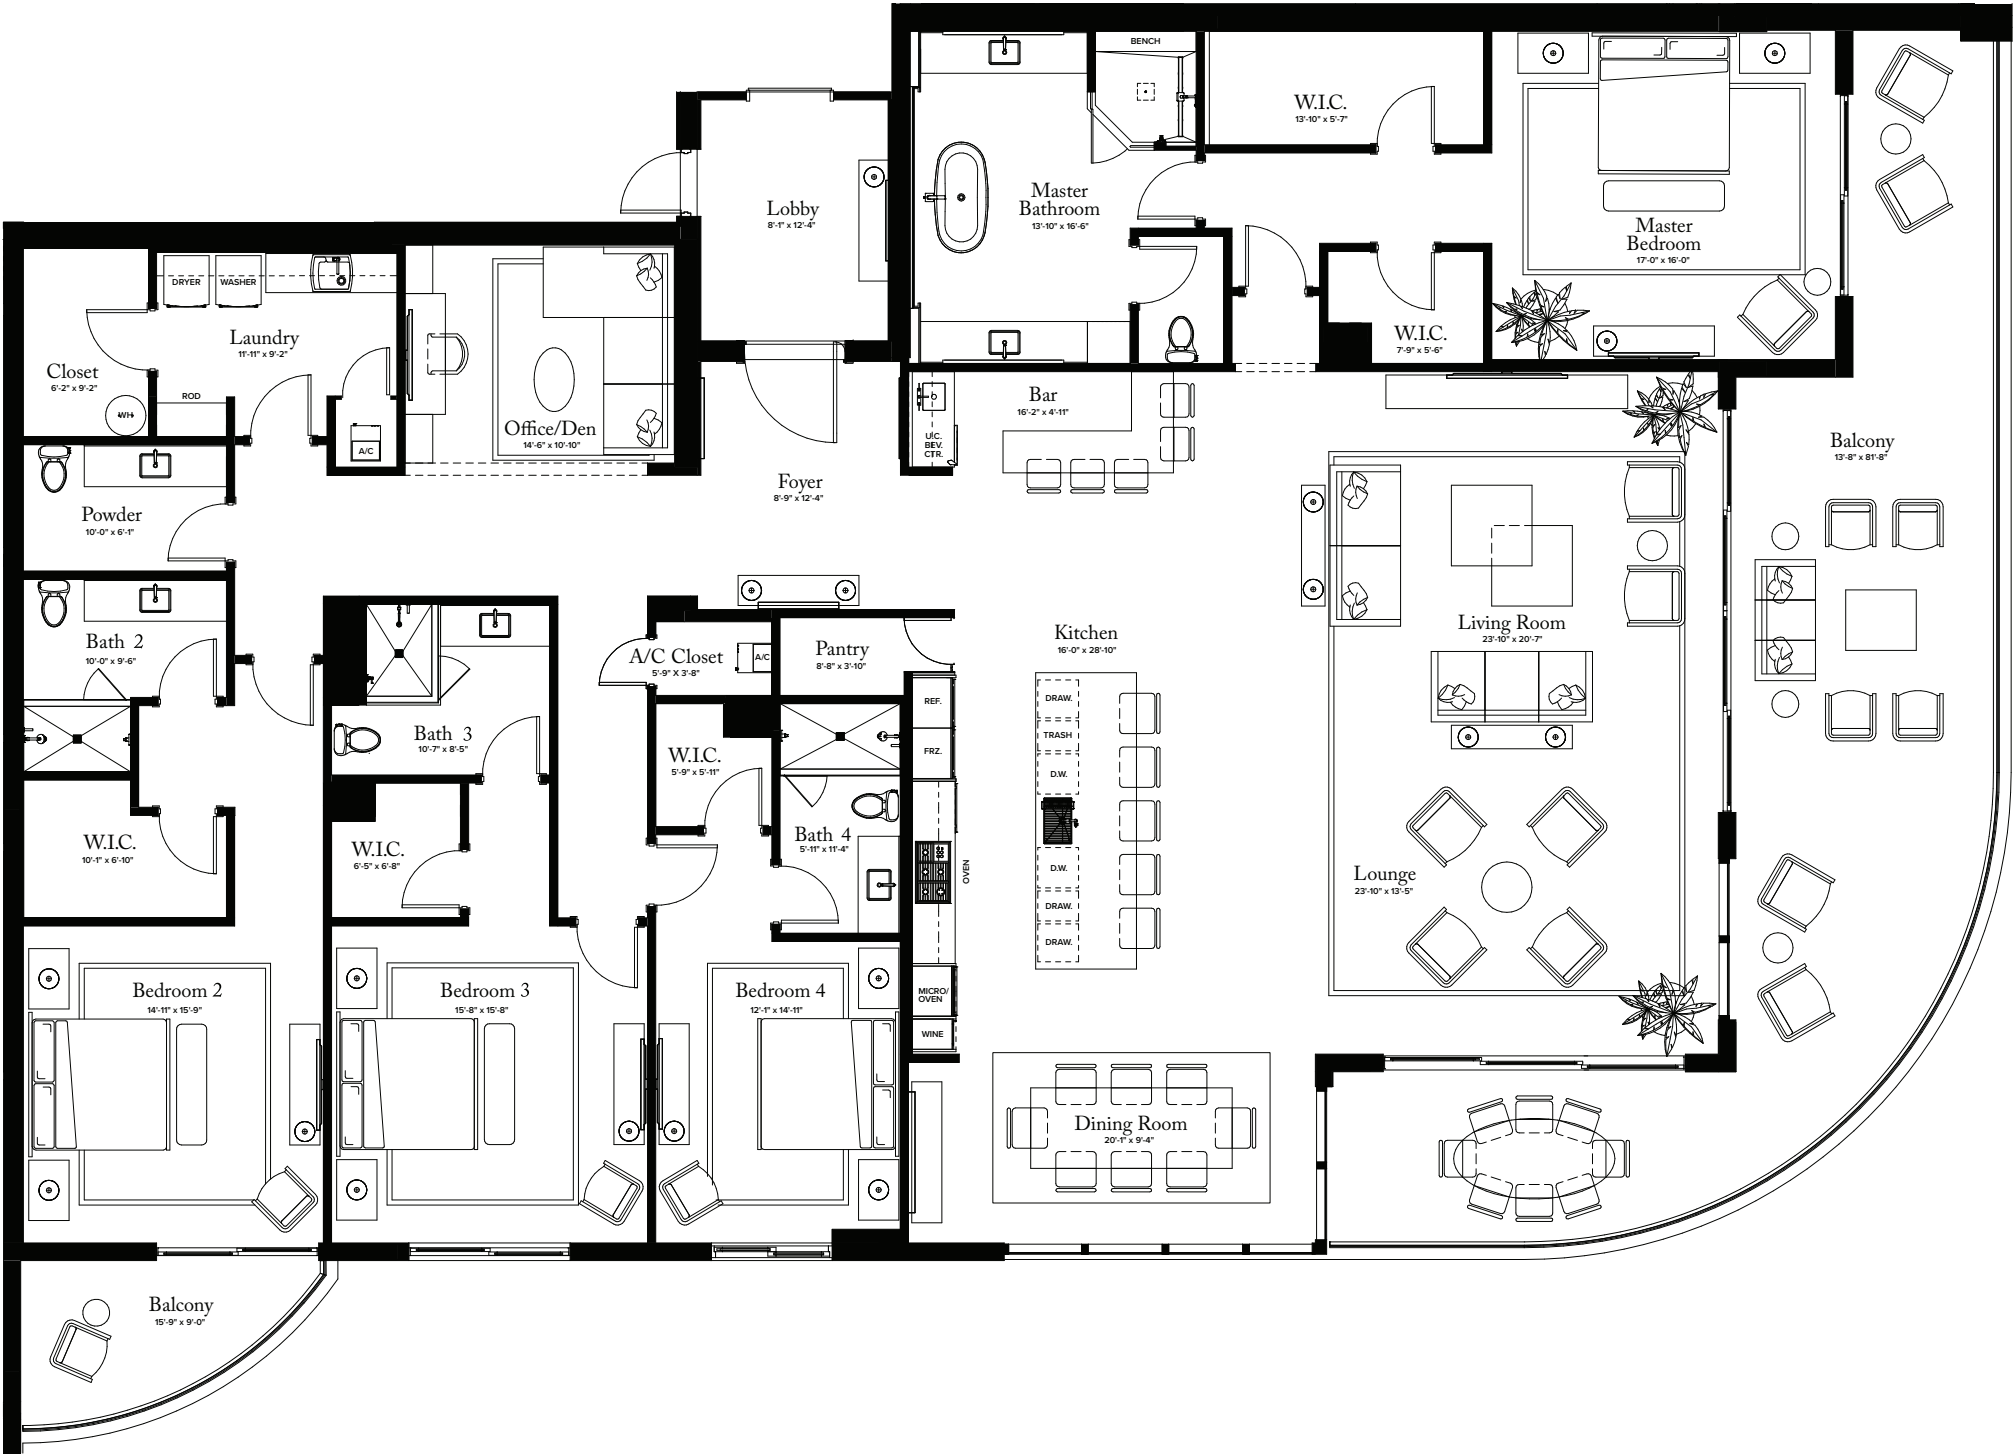 BENCH
W.I.C.
13'-10" x 5'-7"
Master
Bathroom
13'-10" x 16'-6"
Lobby
8'-1" x 12'-4"
Master
Bedroom
17'-0" x 16'-0"
DRYER
WASHER
Laundry
11'-11" x 9'-2"
Closet
6'-2" x 9'-2"
ROD
WH
A/C
Office/Den
14'-6" x 10'-10"
W.I.C.
7'-9" x 5'-6"
Bar
16'-2" x 4'-11"
U.C.
BEV.
CTR.
Balcony
13'-8" x 81'-8"
Foyer
8'-9" x 12'-4"
Powder
10'-0" x 6'-1"
Bath 2
10'-0" x 9'-6"
Living Room
23'-10" x 20'-7"
Kitchen
16'-0" x 28'-10"
A/C Closet
5'-9" X 3'-8"
A/C
Pantry
8'-8" x 3'-10"
REF.
FRZ.
DRAW.
TRASH
D.W.
D.W.
DRAW.
DRAW.
Bath 3
10'-7" x 8'-5"
W.I.C.
5'-9" x 5'-11"
Bath 4
5'-11" x 11'-4"
OVEN
W.I.C.
10'-1" x 6'-10"
W.I.C.
6'-5" x 6'-8"
Lounge
23'-10" x 13'-5"
Bedroom 2
14'-11" x 15'-9"
Bedroom 3
15'-8" x 15'-8"
Bedroom 4
12'-1" x 14'-11"
MICRO/
OVEN
WINE
Dining Room
20'-1" x 9'-4"
Balcony
15'-9" x 9'-0"